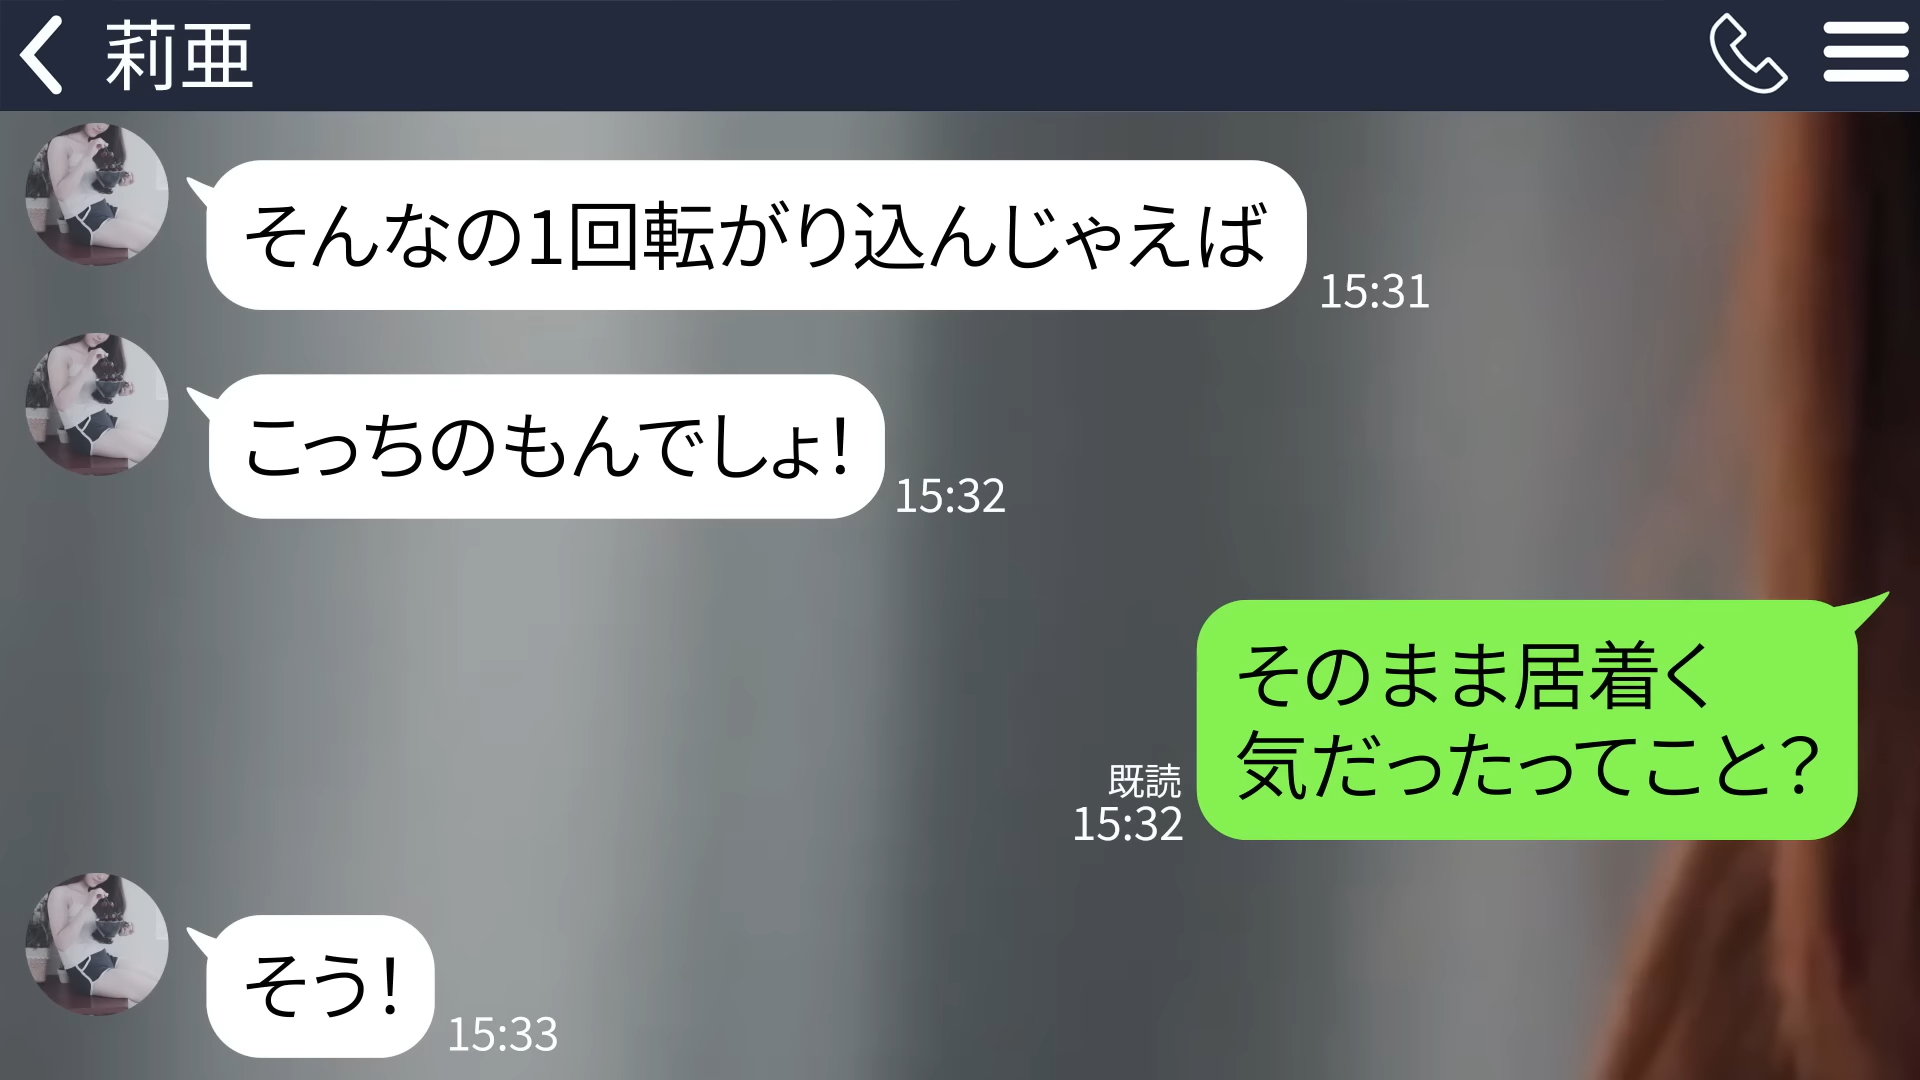 莉亜
そんなの1回転がり込んじゃえば
15:31
こっちのもんでしょ!
15:32
そのまま居着く
気だったってこと?
既読
15:32
そう!
15:33